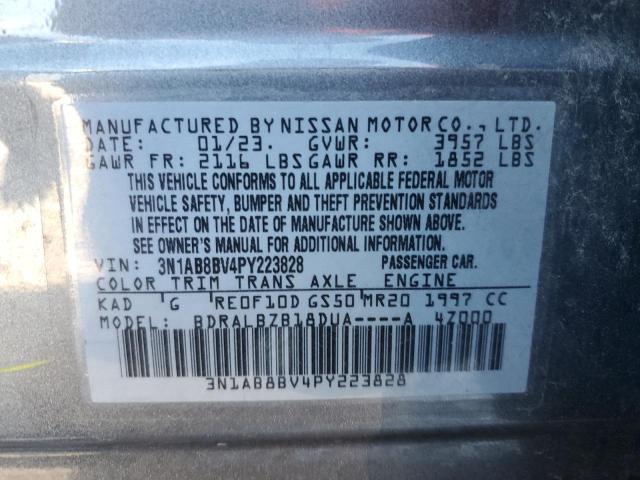 MANUFACTURED BY NISSAN MOTOR CO., LTD.
DATE: 01/23. GVWR: 3957 LBS
GAWR FR: 2116 LBS GAWR RR: 1852 LBS
THIS VEHICLE CONFORMS TO ALL APPLICABLE FEDERAL MOTOR
VEHICLE SAFETY, BUMPER AND THEFT PREVENTION STANDARDS
IN EFFECT ON THE DATE OF MANUFACTURE SHOWN ABOVE.
SEE OWNER'S MANUAL FOR ADDITIONAL INFORMATION.
VIN: 3N1AB8BV4PY223828 PASSENGER CAR.
COLOR TRIM TRANS AXLE ENGINE
KAD G RE0F10D GS50 MR20 1997 CC
MODEL: BDRALBZB18DUA----A 4Z000
3N1AB8BV4PY223828